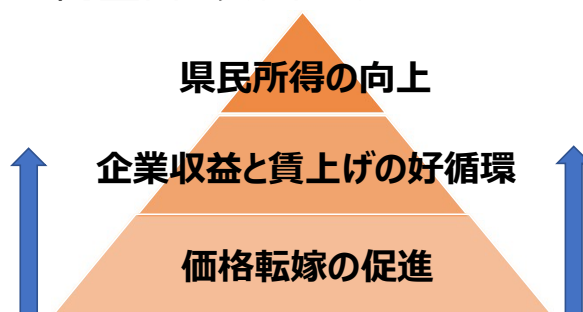 県民所得の向上
企業収益と賃上げの好循環
価格転嫁の促進